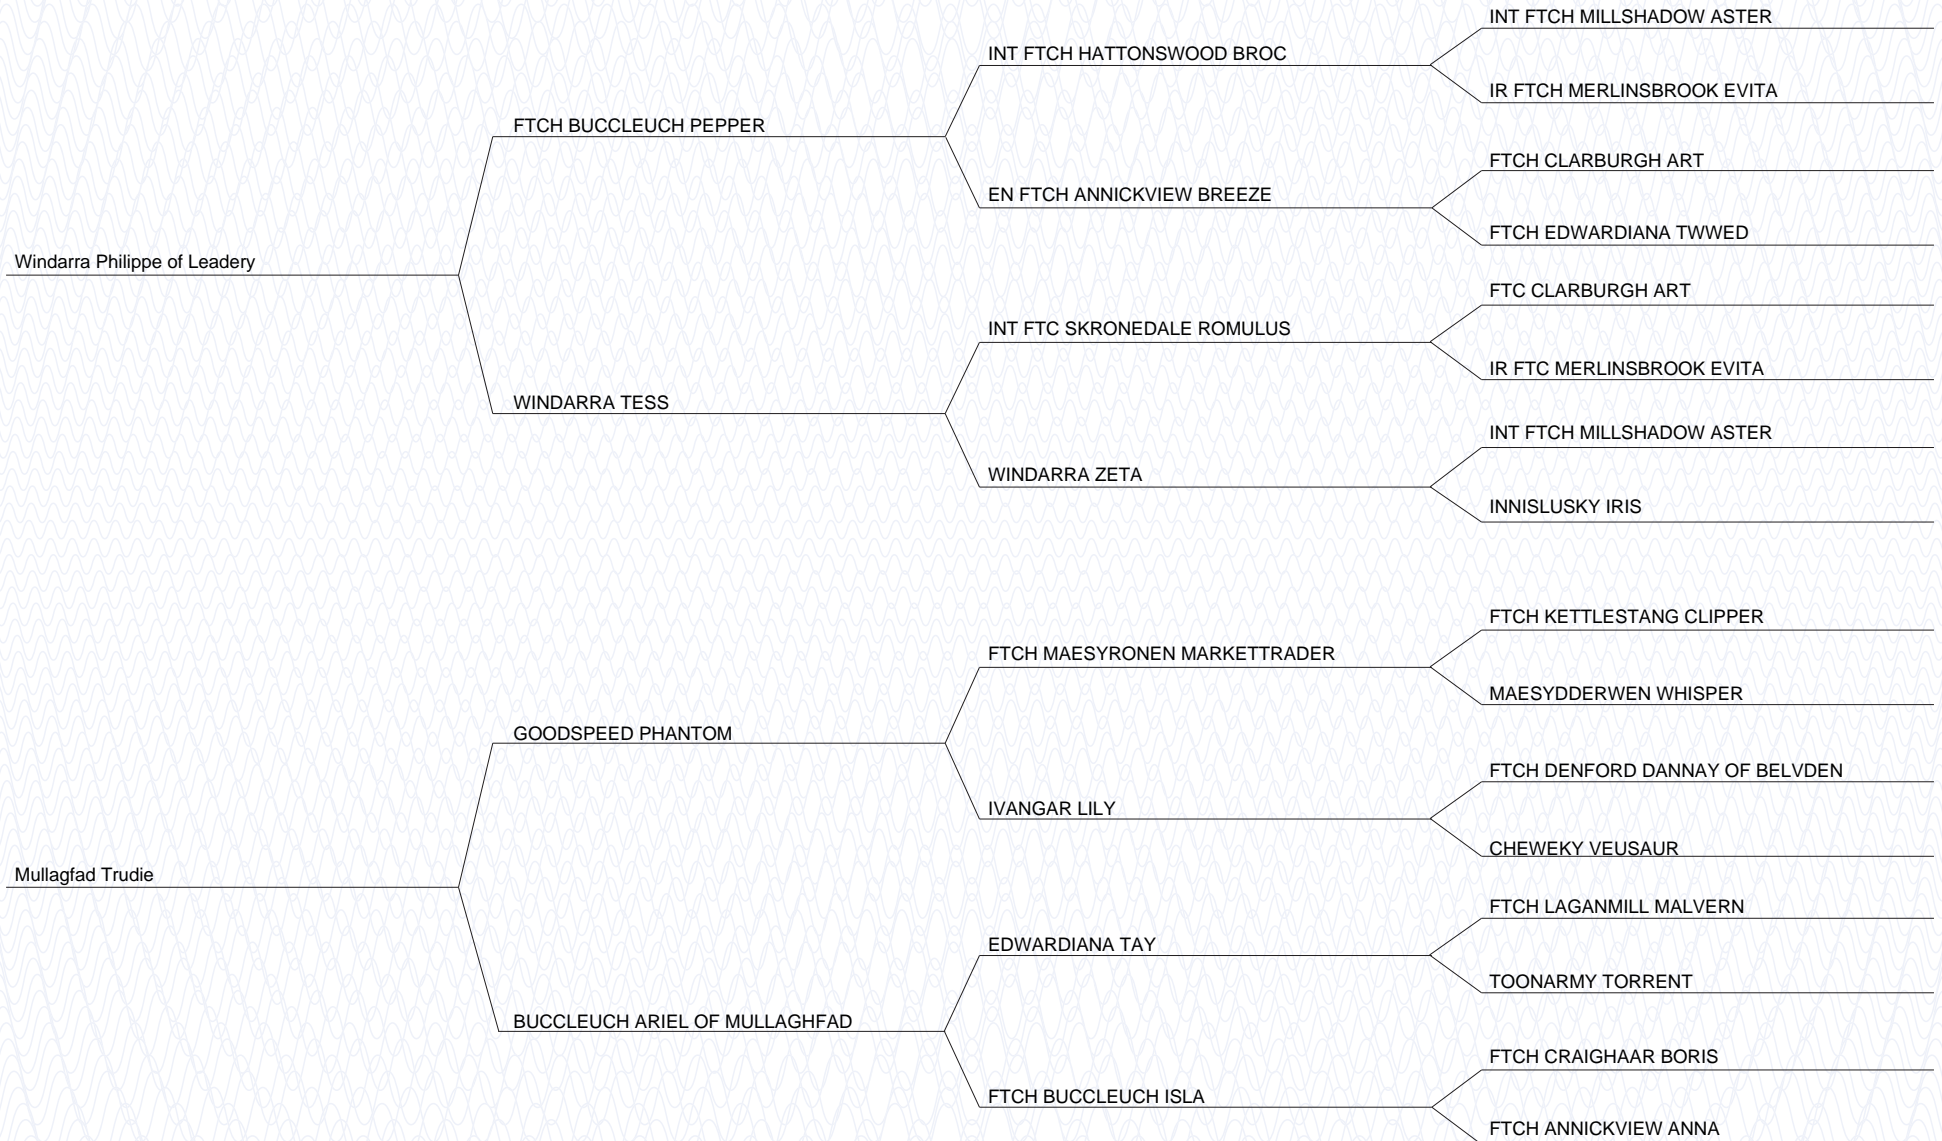 INT FTCH MILLSHADOW ASTER
INT FTCH HATTONSWOOD BROC
IR FTCH MERLINSBROOK EVITA
FTCH BUCCLEUCH PEPPER
FTCH CLARBURGH ART
EN FTCH ANNICKVIEW BREEZE
FTCH EDWARDIANA TWWED
Windarra Philippe of Leadery
FTC CLARBURGH ART
INT FTC SKRONEDALE ROMULUS
IR FTC MERLINSBROOK EVITA
WINDARRA TESS
INT FTCH MILLSHADOW ASTER
WINDARRA ZETA
INNISLUSKY IRIS
FTCH KETTLESTANG CLIPPER
FTCH MAESYRONEN MARKETTRADER
MAESYDDERWEN WHISPER
GOODSPEED PHANTOM
FTCH DENFORD DANNAY OF BELVDEN
IVANGAR LILY
CHEWEKY VEUSAUR
Mullagfad Trudie
FTCH LAGANMILL MALVERN
EDWARDIANA TAY
TOONARMY TORRENT
BUCCLEUCH ARIEL OF MULLAGHFAD
FTCH CRAIGHAAR BORIS
FTCH BUCCLEUCH ISLA
FTCH ANNICKVIEW ANNA